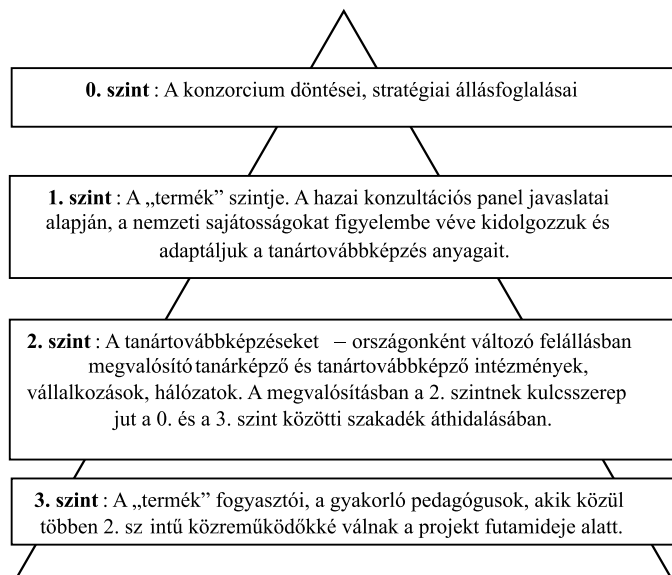 0. szint : A konzorcium döntései, stratégiai állásfoglalásai
1. szint : A „termék” szintje. A hazai konzultációs panel javaslatai
alapján, a nemzeti sajátosságokat figyelembe véve kidolgozzuk és
adaptáljuk a tanártovábbképzés anyagait.
2. szint : A tanártovábbképzéseket – országonként változó felállásban
megvalósító tanárképző és tanártovábbképző intézmények,
vállalkozások, hálózatok. A megvalósításban a 2. szintnek kulcsszerep
jut a 0. és a 3. szint közötti szakadék áthidalásában.
3. szint : A „termék” fogyasztói, a gyakorló pedagógusok, akik közül
többen 2. sz intű közreműködőkké válnak a projekt futamideje alatt.